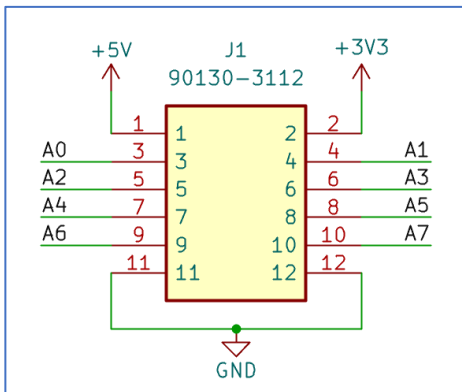 J1
90130-3112
+5V
+3V3
1 1 2 2
A0 3 3 4 4 A1
A2 5 5 6 6 A3
A4 7 7 8 8 A5
A6 9 9 10 10 A7
11 11 12 12
GND